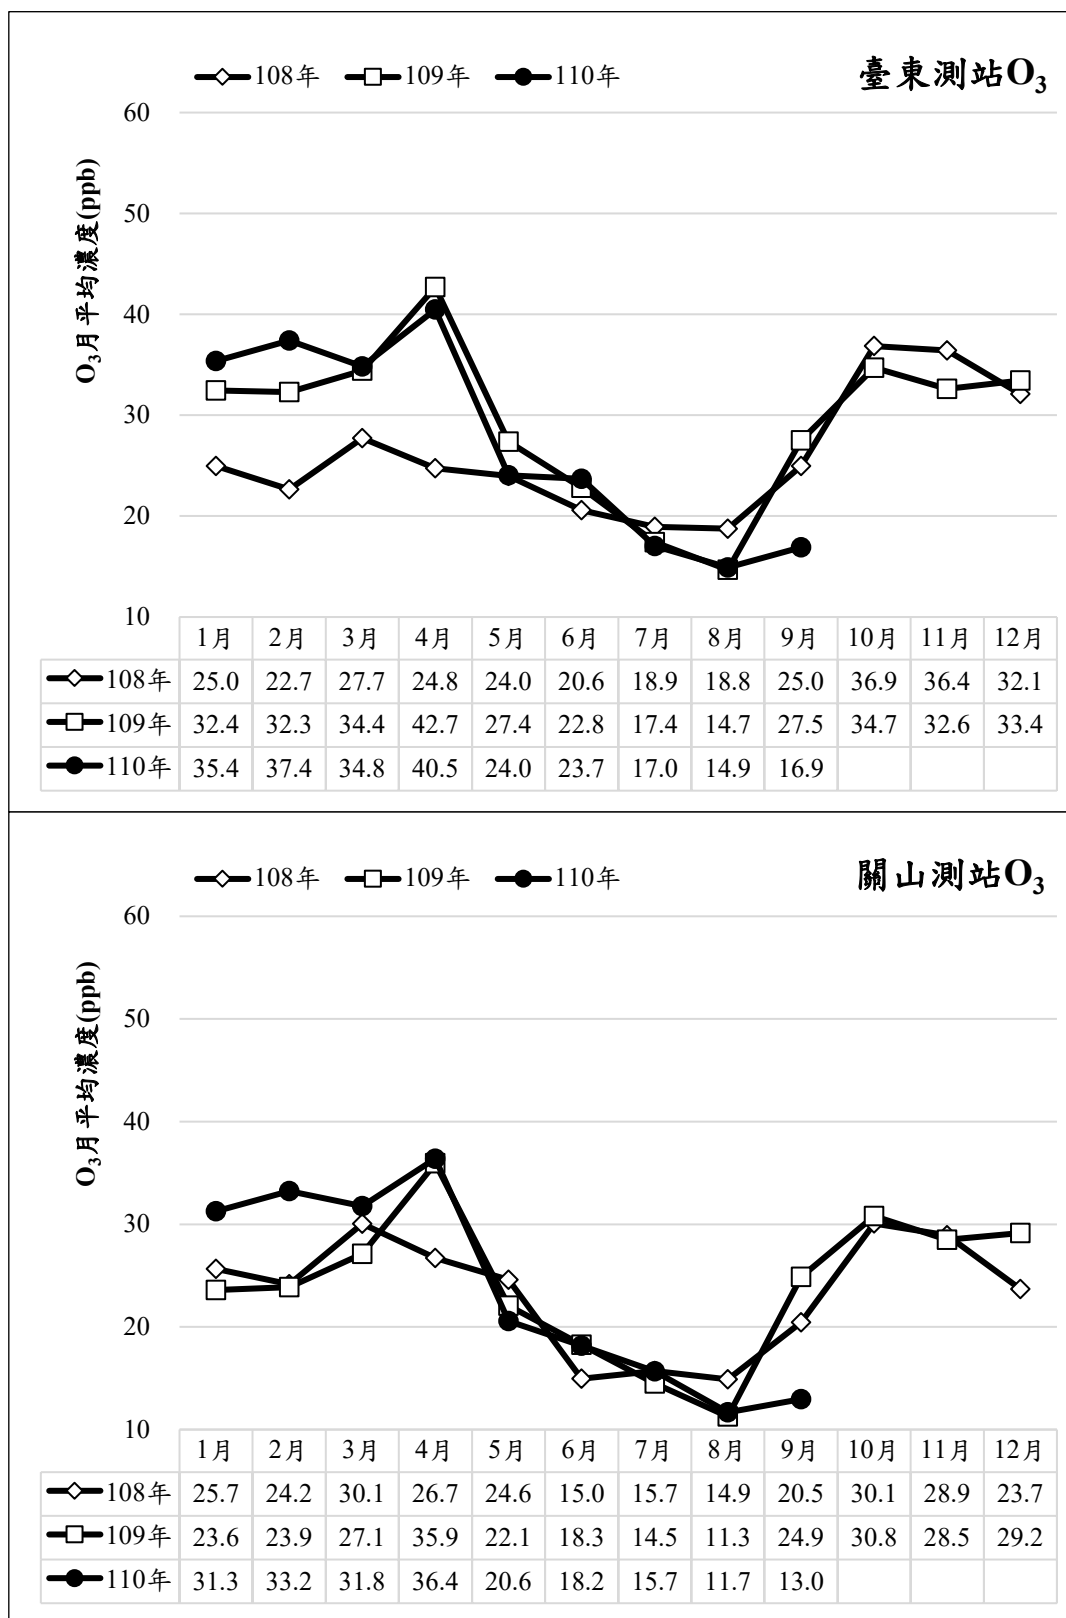 108年 109年 110年
臺東測站O₃
O₃月平均濃度(ppb)
60
50
40
30
20
10
1月 2月 3月 4月 5月 6月 7月 8月 9月 10月 11月 12月
108年 25.0 22.7 27.7 24.8 24.0 20.6 18.9 18.8 25.0 36.9 36.4 32.1
109年 32.4 32.3 34.4 42.7 27.4 22.8 17.4 14.7 27.5 34.7 32.6 33.4
110年 35.4 37.4 34.8 40.5 24.0 23.7 17.0 14.9 16.9
108年 109年 110年
關山測站O₃
O₃月平均濃度(ppb)
60
50
40
30
20
10
1月 2月 3月 4月 5月 6月 7月 8月 9月 10月 11月 12月
108年 25.7 24.2 30.1 26.7 24.6 15.0 15.7 14.9 20.5 30.1 28.9 23.7
109年 23.6 23.9 27.1 35.9 22.1 18.3 14.5 11.3 24.9 30.8 28.5 29.2
110年 31.3 33.2 31.8 36.4 20.6 18.2 15.7 11.7 13.0